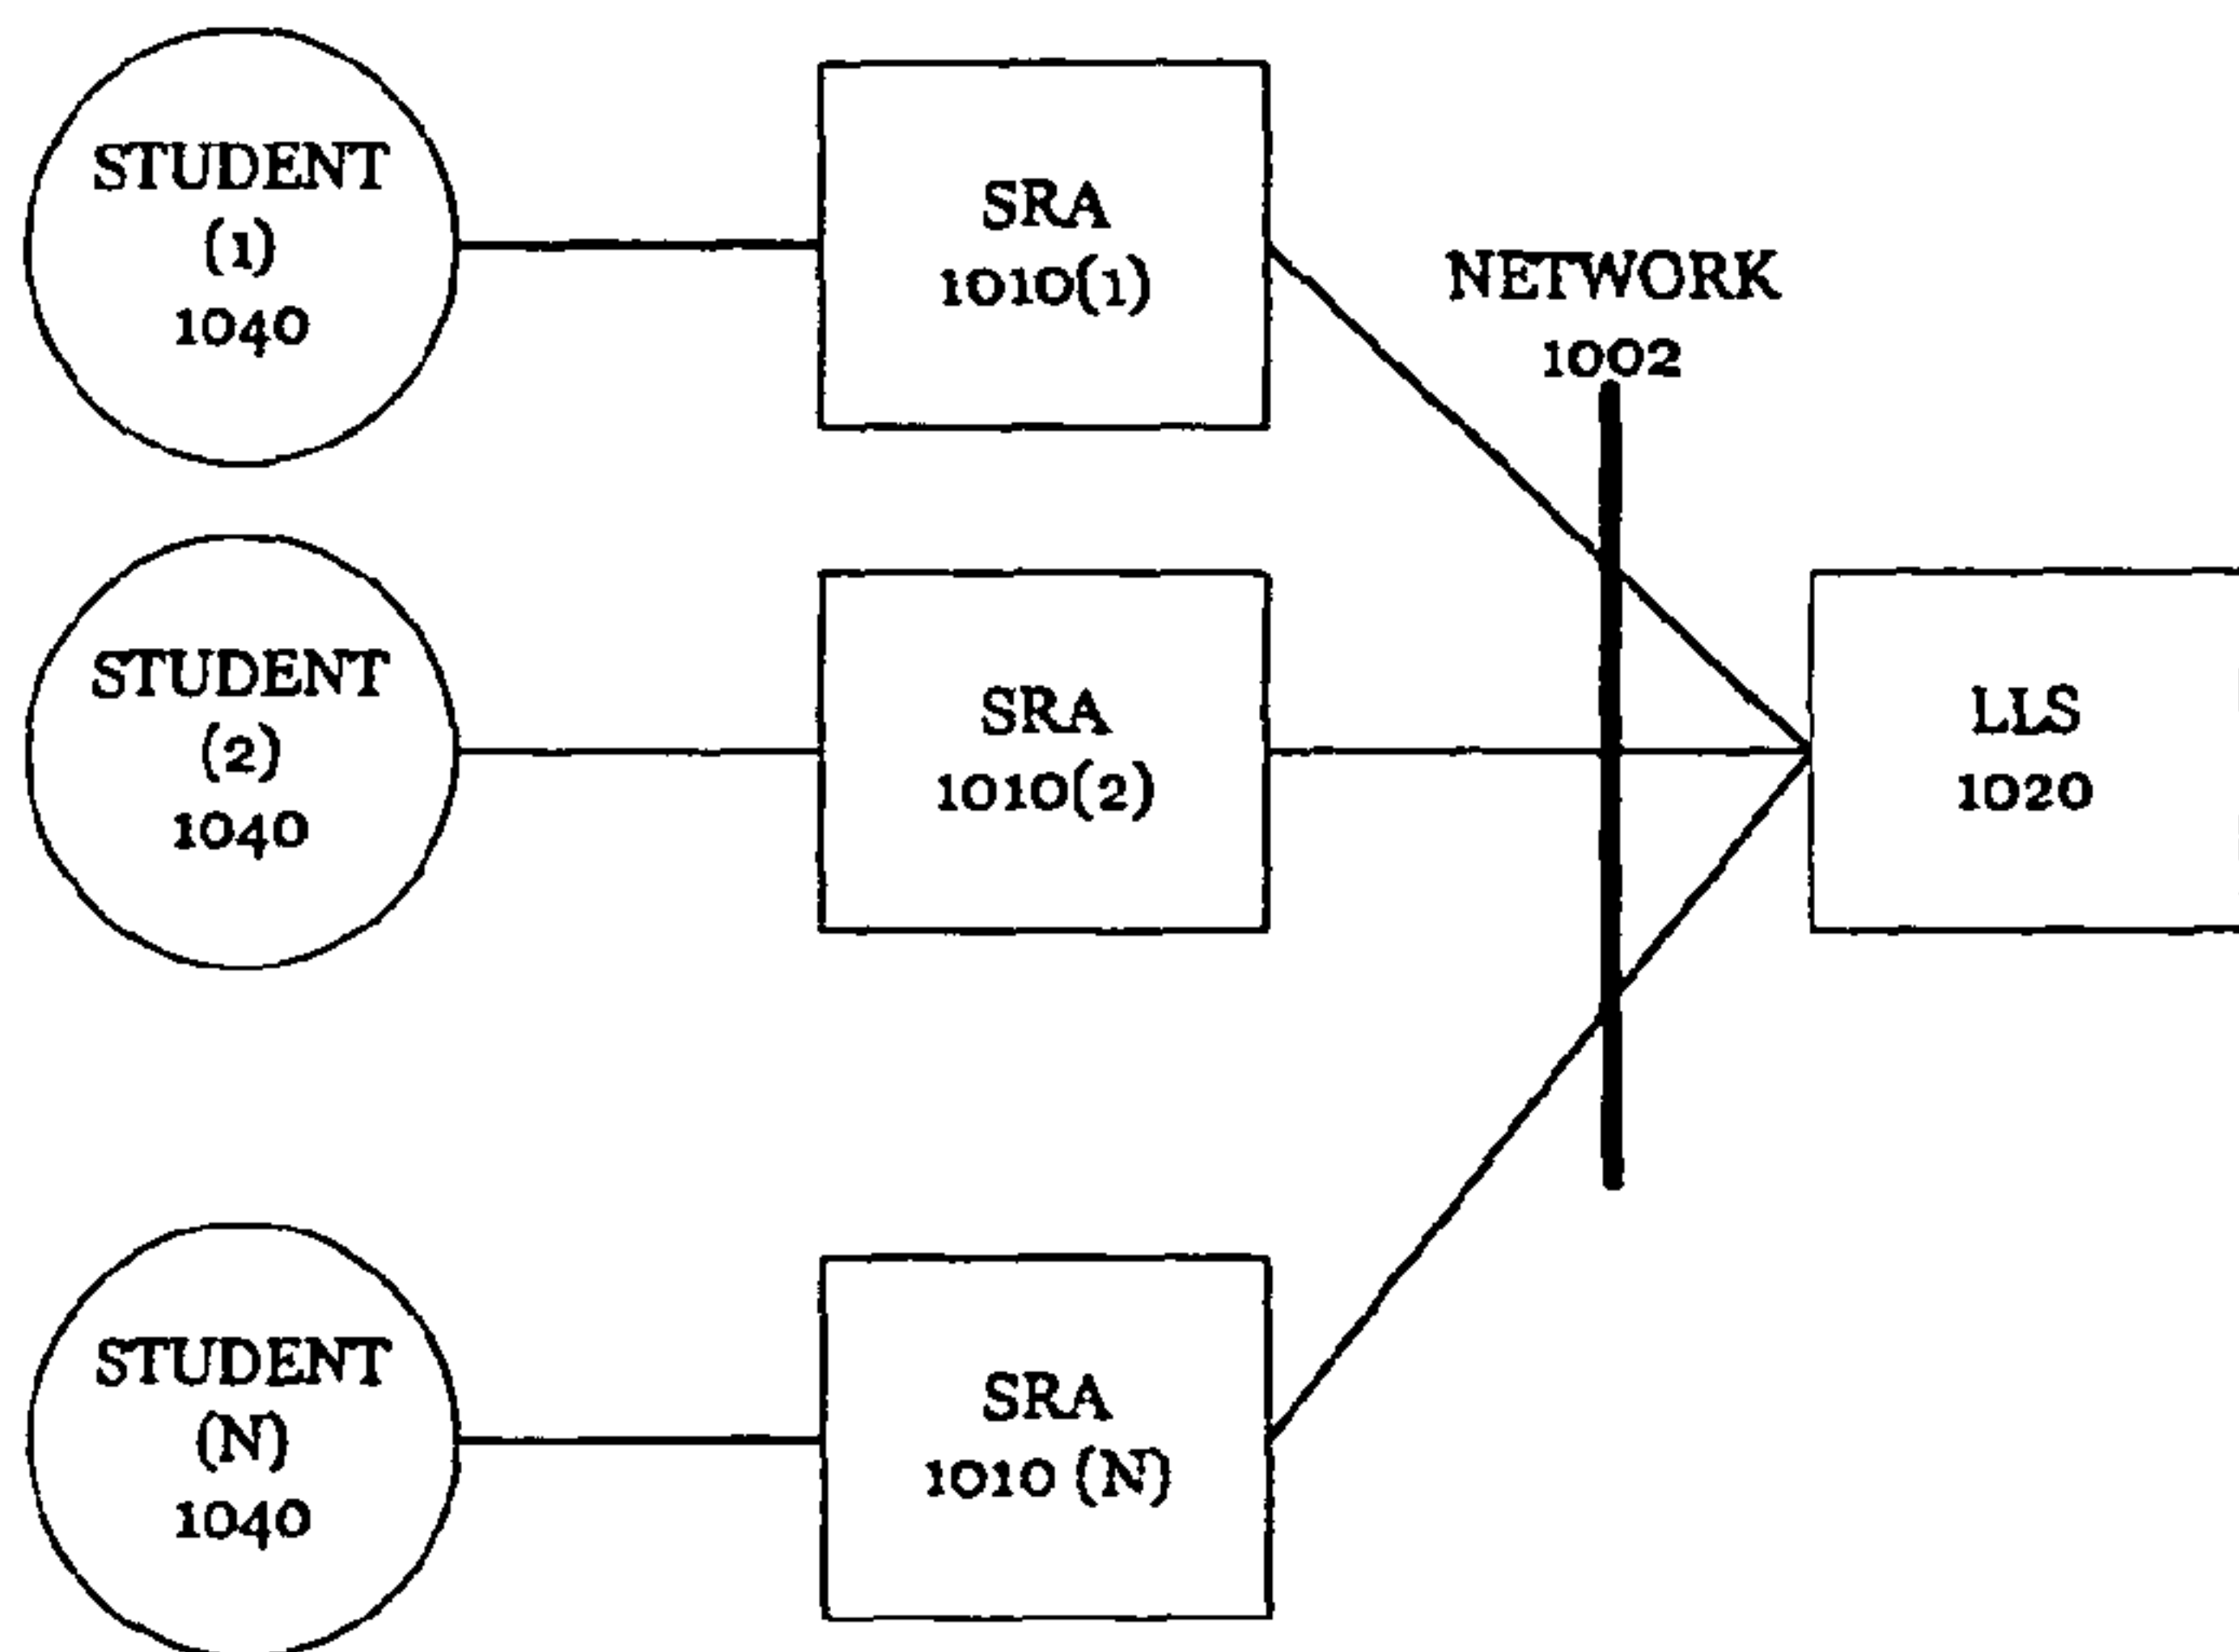 STUDENT
(1)
1040
SRA
1010(1)
NETWORK
1002
STUDENT
(2)
1040
SRA
1010(2)
LLS
1020
STUDENT
(N)
1040
SRA
1010 (N)